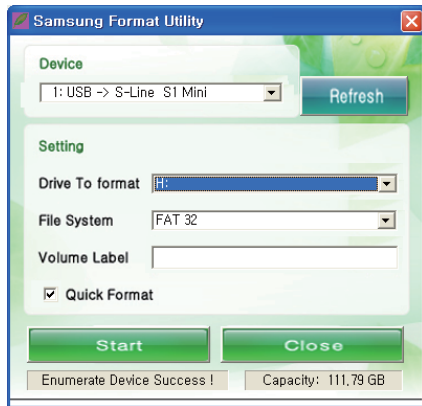 Samsung Format Utility
Device
1: USB -> S-Line S1 Mini
Refresh
Setting
Drive To format H:
File System FAT 32
Volume Label
Quick Format
Start Close
Enumerate Device Success ! Capacity: 111,79 GB